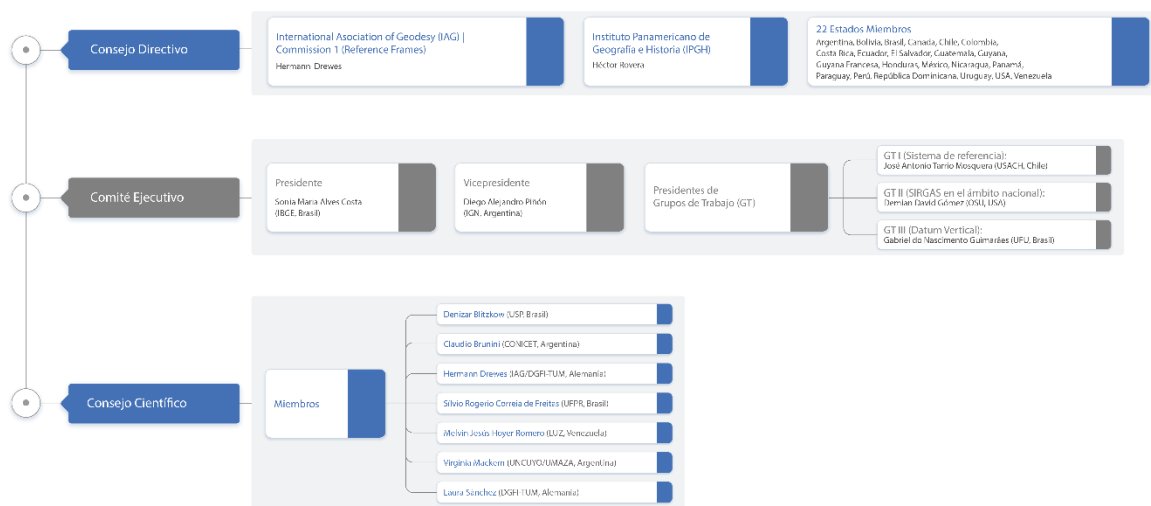 Consejo Directivo
International Asociation of Geodesy (IAG) |
Commission 1 (Reference Frames)
Hermann Drewes
Instituto Panamericano de
Geografía e Historia (IPGH)
Héctor Rovera
22 Estados Miembros
Argentina, Bolivia, Brasil, Canada, Chile, Colombia,
Costa Rica, Ecuador, El Salvador, Guatemala, Guyana,
Guyana Francesa, Honduras, México, Nicaragua, Panamá,
Paraguay, Perú, República Dominicana, Uruguay, USA, Venezuela
Comité Ejecutivo
Presidente
Sonia Maria Alves Costa
(IBGE, Brasil)
Vicepresidente
Diego Alejandro Piñón
(IGN, Argentina)
Presidentes de
Grupos de Trabajo (GT)
GT I (Sistema de referencia):
José Antonio Tarrio Mosquera (USACH, Chile)
GT II (SIRGAS en el ámbito nacional):
Demian David Gómez (OSU, USA)
GT III (Datum Vertical):
Gabriel do Nascimento Guimarães (UFU, Brasil)
Consejo Científico
Miembros
Denizar Blitzkow (USP, Brasil)
Claudio Brunini (CONICET, Argentina)
Hermann Drewes (IAG/DGFI-TUM, Alemania)
Sílvio Rogerio Correia de Freitas (UFPR, Brasil)
Melvin Jesús Hoyer Romero (LUZ, Venezuela)
Virginia Mackern (UNCUYO/UMAZA, Argentina)
Laura Sánchez (DGFI-TUM, Alemania)